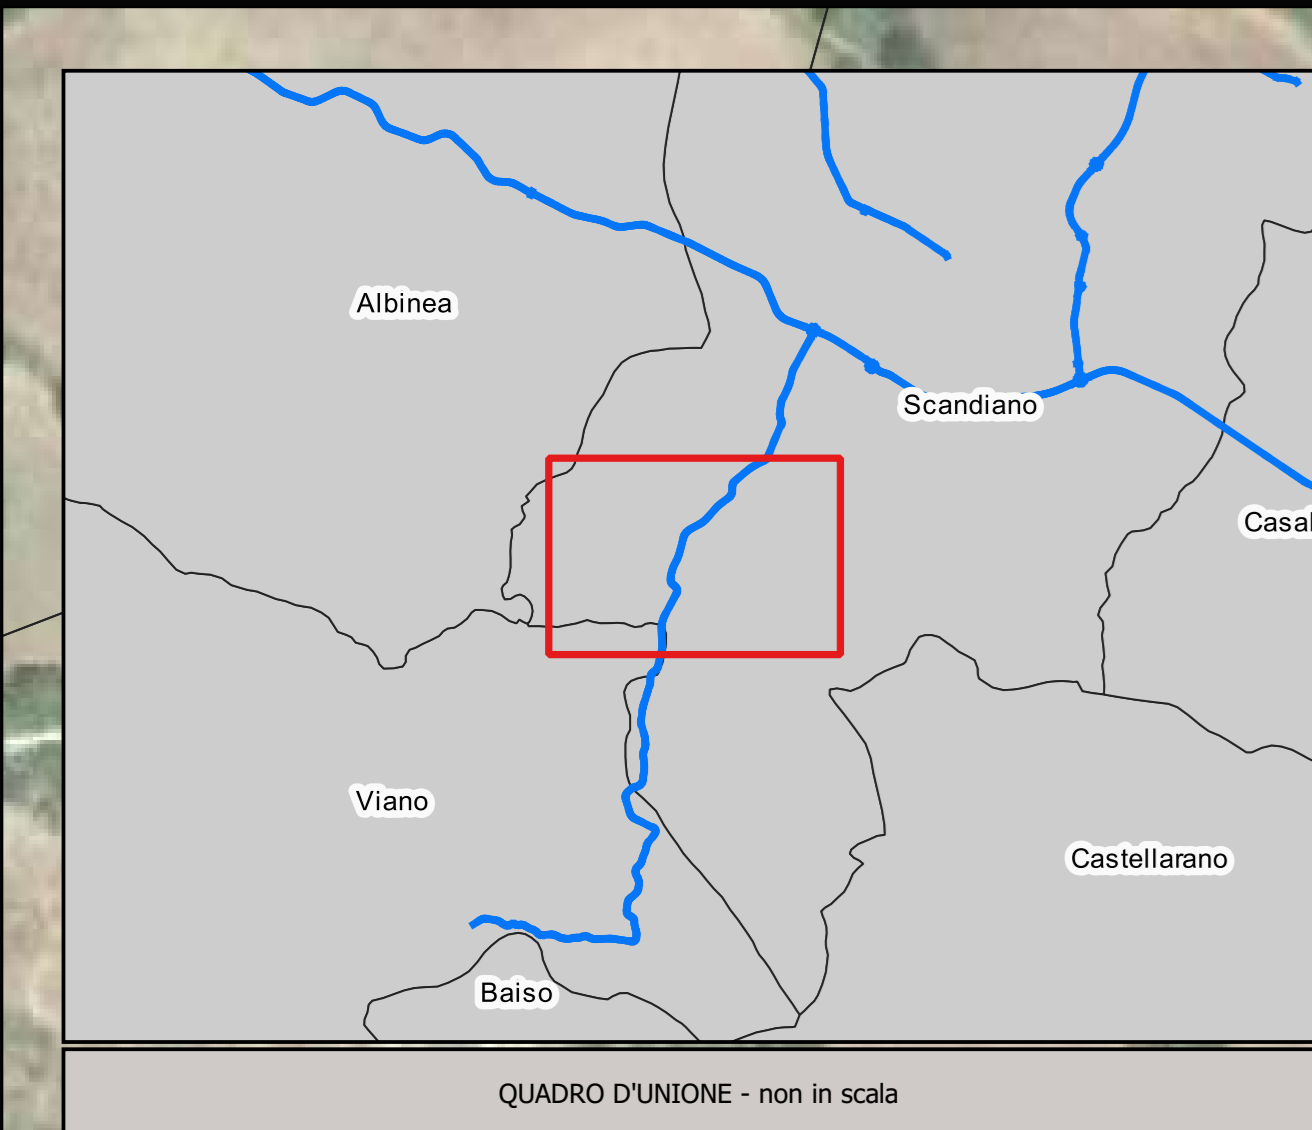 Albinea
Scandiano
Casal
Viano
Castellarano
Baiso
QUADRO D'UNIONE - non in scala